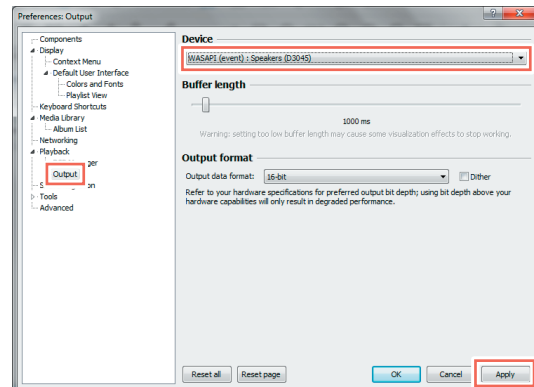 Preferences: Output
Components
Display
Context Menu
Default User Interface
Colors and Fonts
Playlist View
Keyboard Shortcuts
Media Library
Album List
Networking
Playback
Output
Tools
Advanced
Device
WASAPI (event) : Speakers (D3045)
Buffer length
1000 ms
Warning: setting too low buffer length may cause some visualization effects to stop working.
Output format
Output data format: 16-bit Dither
Refer to your hardware specifications for preferred output bit depth; using bit depth above your
hardware capabilities will only result in degraded performance.
Reset all Reset page OK Cancel Apply